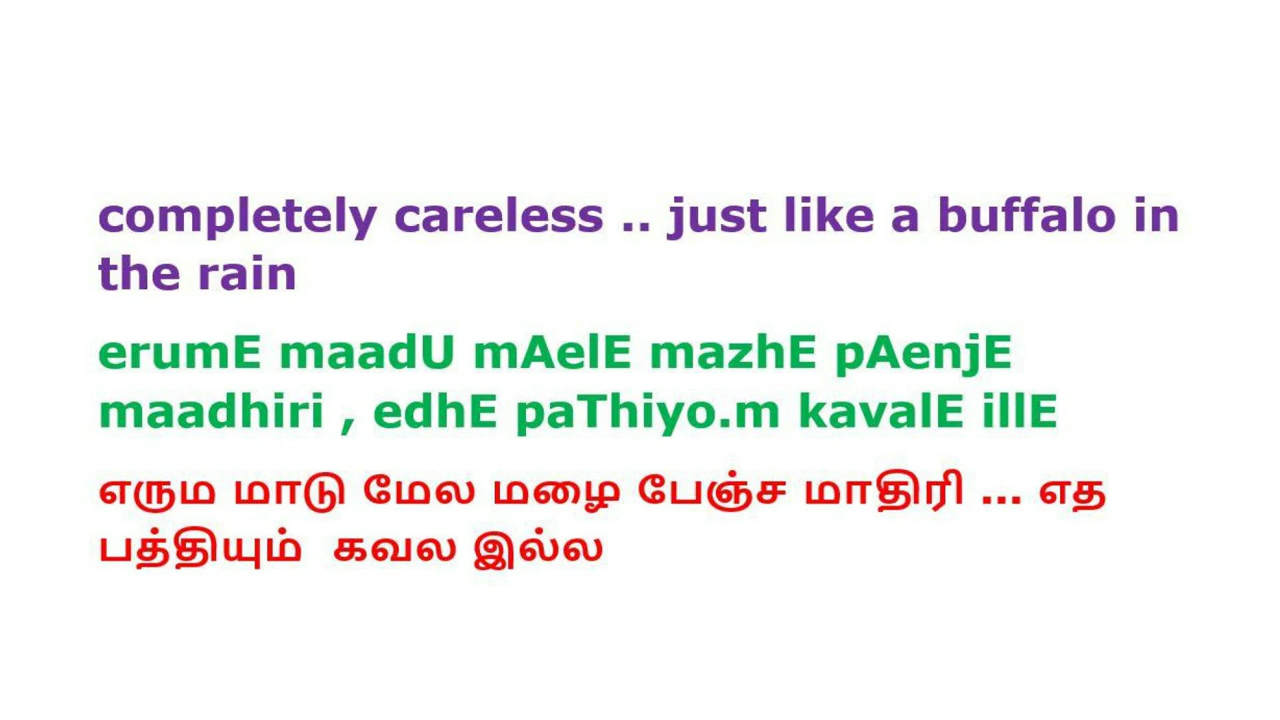 completely careless .. just like a buffalo in
the rain
erumE maadU mAelE mazhE pAenjE
maadhiri , edhE paThiyo.m kavalE illE
எரும மாடு மேல மழை பேஞ்ச மாதிரி ... எத
பத்தியும்  கவல இல்ல